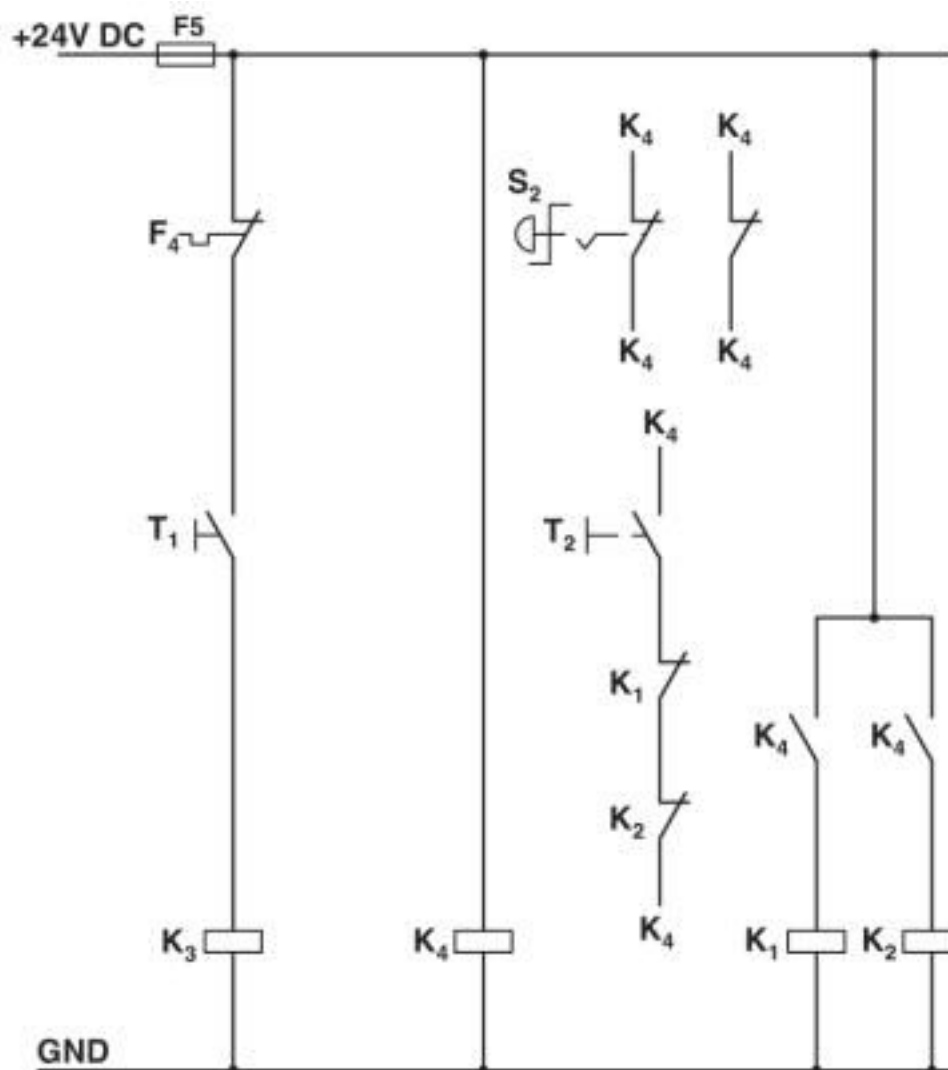 +24V DC F5
K4 K4
S2
F4
K4 K4
K4
T1 T2
K1
K4 K4
K2
K3 K4 K4 K1 K2
GND